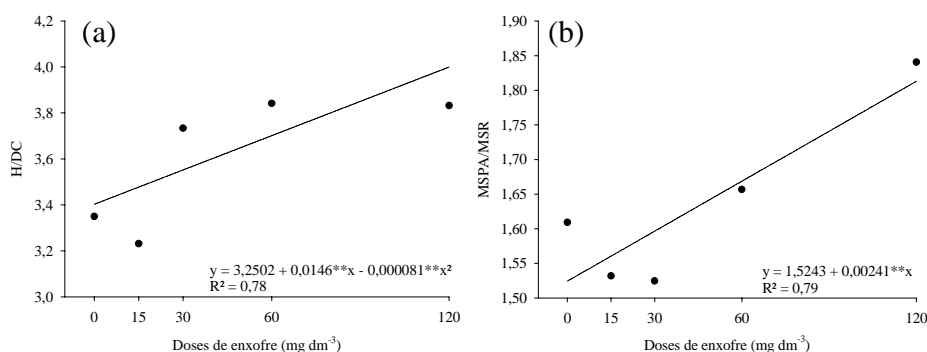 (a)
4,2
4,0
3,8
3,6
3,4
3,2
3,0
H/DC
y = 3,2502 + 0,0146**x - 0,000081**x²
R² = 0,78
0 15 30 60 120
Doses de enxofre (mg dm⁻³)
(b)
1,90
1,85
1,80
1,75
1,70
1,65
1,60
1,55
1,50
MSPA/MSR
y = 1,5243 + 0,00241**x
R² = 0,79
0 15 30 60 120
Doses de enxofre (mg dm⁻³)